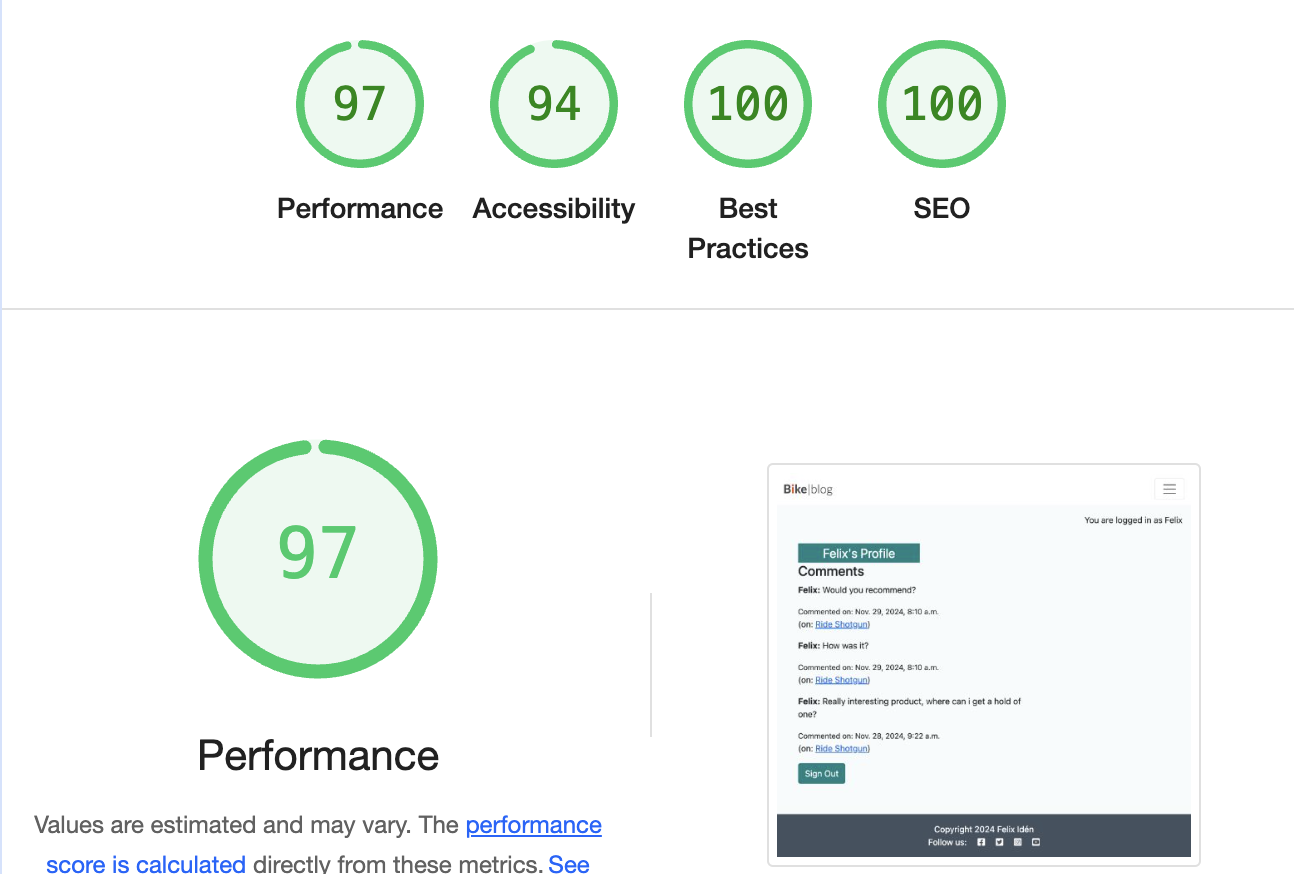 97
94
100
100
Performance
Accessibility
Best
Practices
SEO
97
Performance
Values are estimated and may vary. The performance
score is calculated directly from these metrics. See
Bike|blog
You are logged in as Felix
Felix's Profile
Comments
Felix: Would you recommend?
Commented on: Nov. 29, 2024, 8:10 a.m.
(on: Ride Shotgun)
Felix: How was it?
Commented on: Nov. 29, 2024, 8:10 a.m.
(on: Ride Shotgun)
Felix: Really interesting product, where can i get a hold of
one?
Commented on: Nov. 28, 2024, 9:22 a.m.
(on: Ride Shotgun)
Sign Out
Copyright 2024 Felix Idén
Follow us: